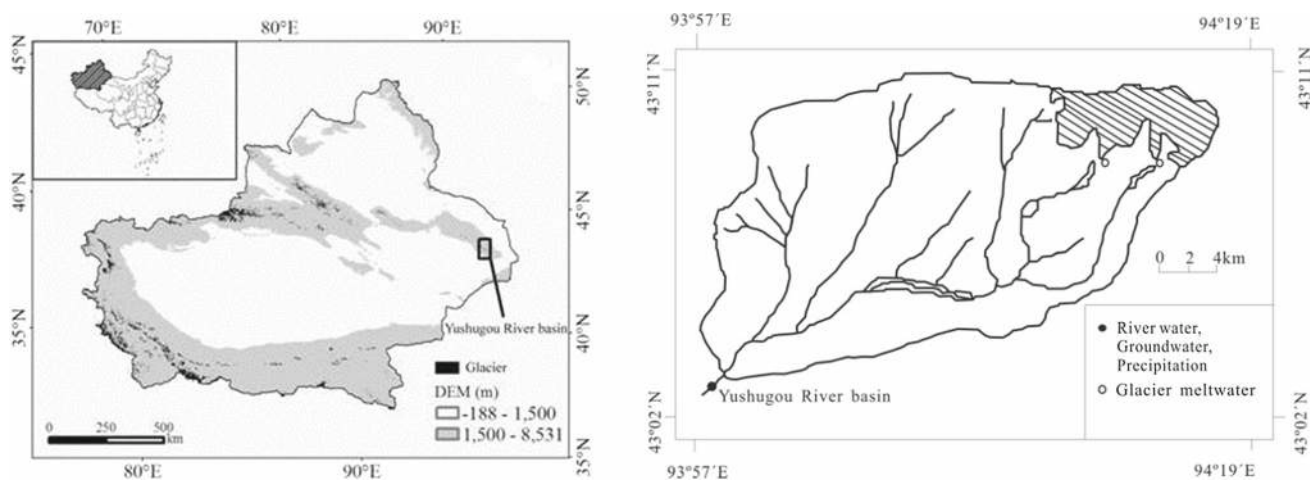 70°E
80°E
90°E
45°N
50°N
40°N
45°N
35°N
40°N
35°N
Yushugou River basin
Glacier
DEM (m)
-188 - 1,500
1,500 - 8,531
0
250
500
km
80°E
90°E
93°57´E
94°19´E
43°11´N
43°11´N
0 2 4km
River water,
Groundwater,
Precipitation
Glacier meltwater
Yushugou River basin
43°02´N
43°02´N
93°57´E
94°19´E